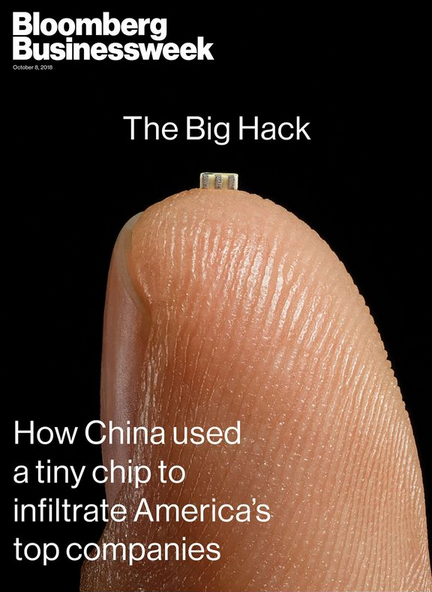 Bloomberg
Businessweek
October 8, 2018
The Big Hack
How China used
a tiny chip to
infiltrate America's
top companies